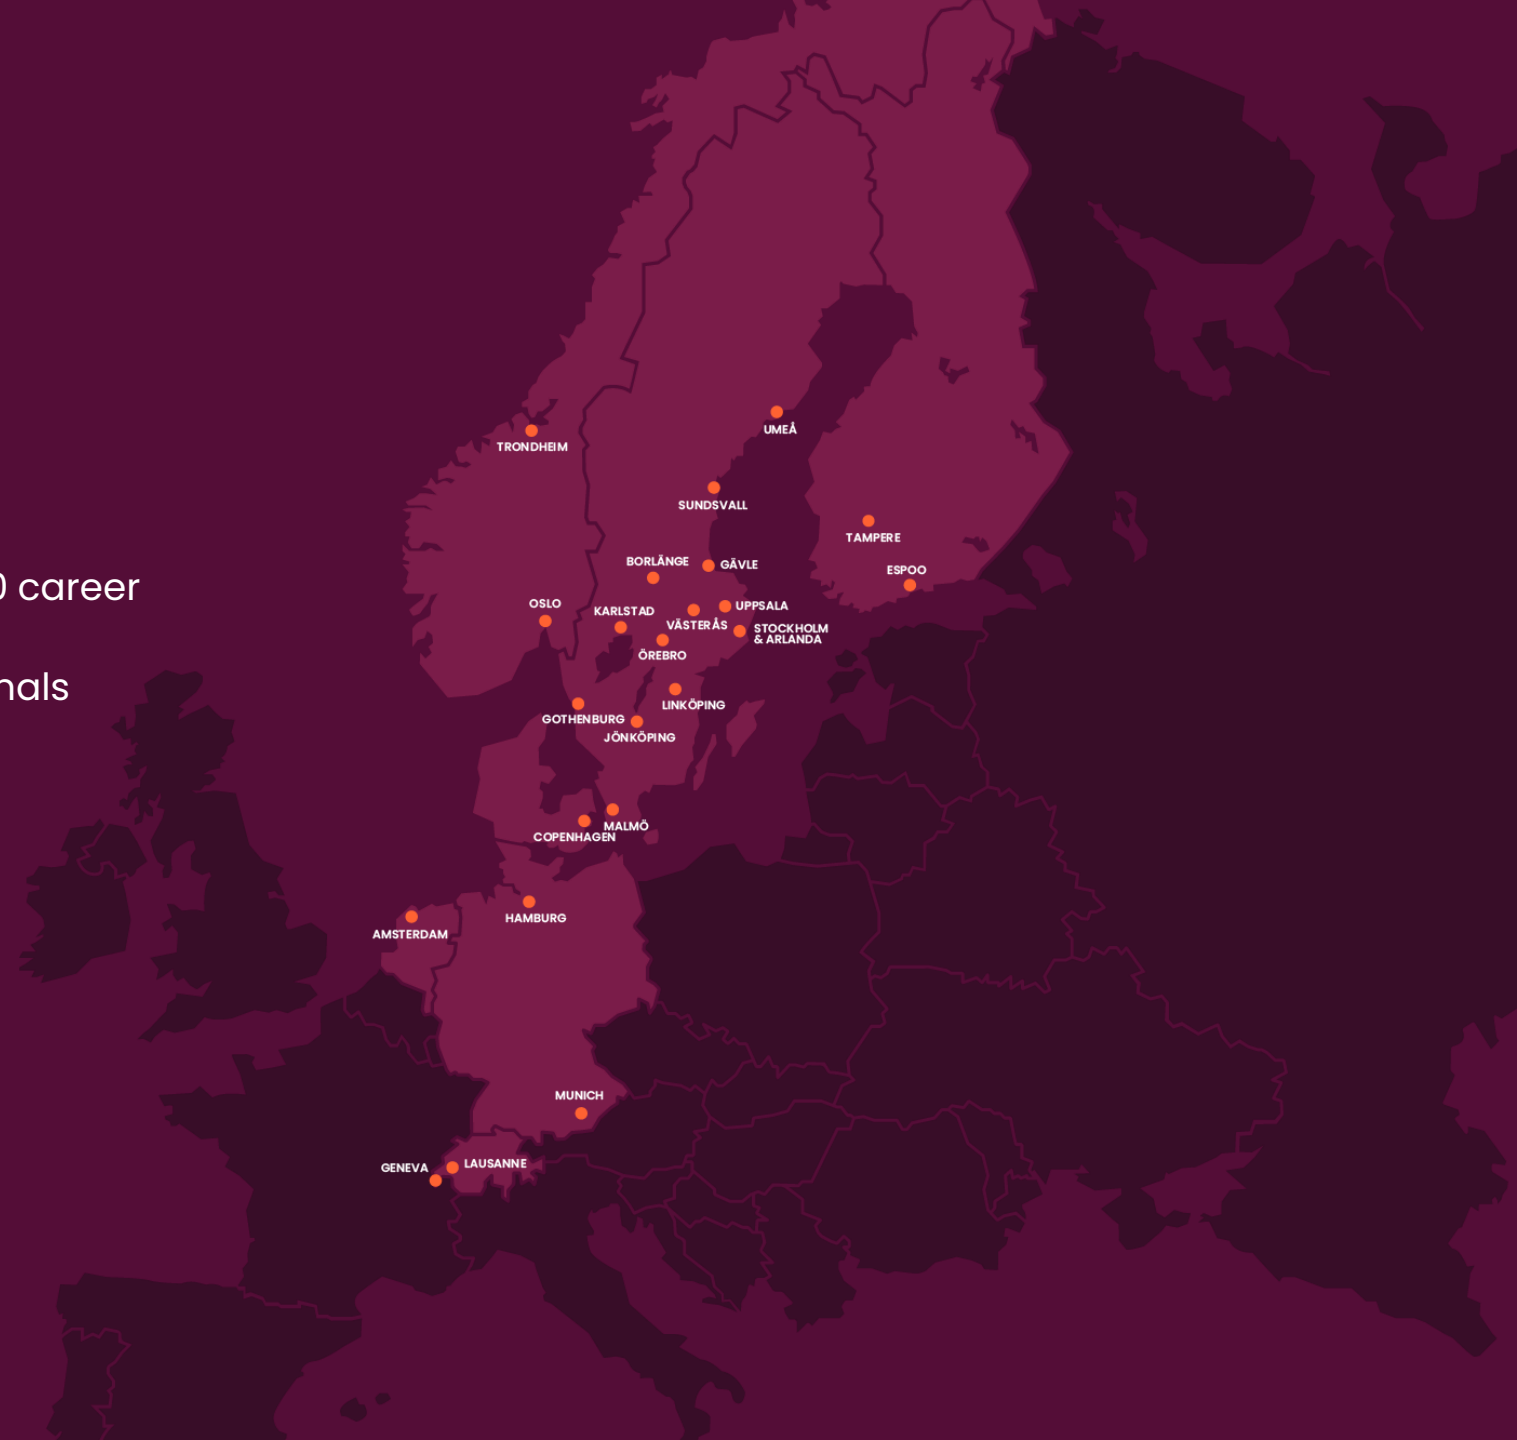 0 career
nals
UMEÅ
TRONDHEIM
SUNDSVALL
TAMPERE
BORLÄNGE
GÄVLE
ESPOO
OSLO
KARLSTAD
UPPSALA
VÄSTERÅS
STOCKHOLM
& ARLANDA
ÖREBRO
LINKÖPING
GOTHENBURG
JÖNKÖPING
MALMÖ
COPENHAGEN
HAMBURG
AMSTERDAM
MUNICH
GENEVA
LAUSANNE